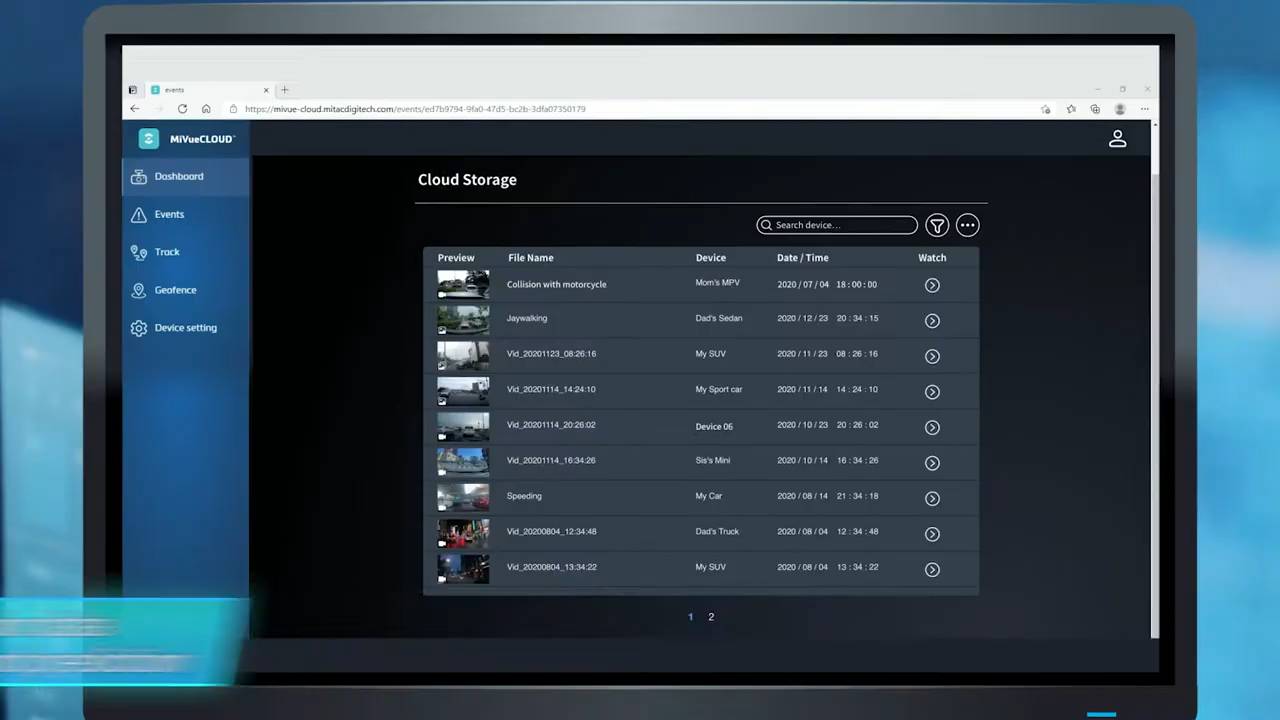 events
https://mivue-cloud.mitacdigitech.com/events/ed7b9794-9fa0-47d5-bc2b-3dfa07350179
MiVueCLOUD™
Dashboard
Events
Track
Geofence
Device setting
Cloud Storage
Search device...
Preview File Name Device Date / Time Watch
Collision with motorcycle Mom's MPV 2020 / 07 / 04 18 : 00 : 00
Jaywalking Dad's Sedan 2020 / 12 / 23 20 : 34 : 15
Vid_20201123_08:26:16 My SUV 2020 / 11 / 23 08 : 26 : 16
Vid_20201114_14:24:10 My Sport car 2020 / 11 / 14 14 : 24 : 10
Vid_20201114_20:26:02 Device 06 2020 / 10 / 23 20 : 26 : 02
Vid_20201114_16:34:26 Sis's Mini 2020 / 10 / 14 16 : 34 : 26
Speeding My Car 2020 / 08 / 14 21 : 34 : 18
Vid_20200804_12:34:48 Dad's Truck 2020 / 08 / 04 12 : 34 : 48
Vid_20200804_13:34:22 My SUV 2020 / 08 / 04 13 : 34 : 22
1 2